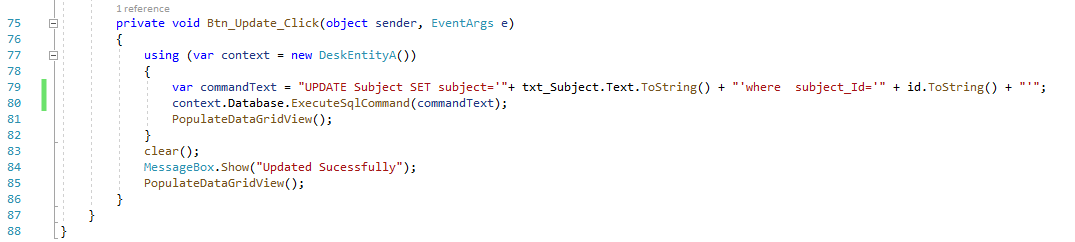 1 reference
75 private void Btn_Update_Click(object sender, EventArgs e)
76 {
77 using (var context = new DeskEntityA())
78 {
79 var commandText = "UPDATE Subject SET subject='"+ txt_Subject.Text.ToString() + "'where  subject_Id='" + id.ToString() + "'";
80 context.Database.ExecuteSqlCommand(commandText);
81 PopulateDataGridView();
82 }
83 clear();
84 MessageBox.Show("Updated Sucessfully");
85 PopulateDataGridView();
86 }
87 }
88 }